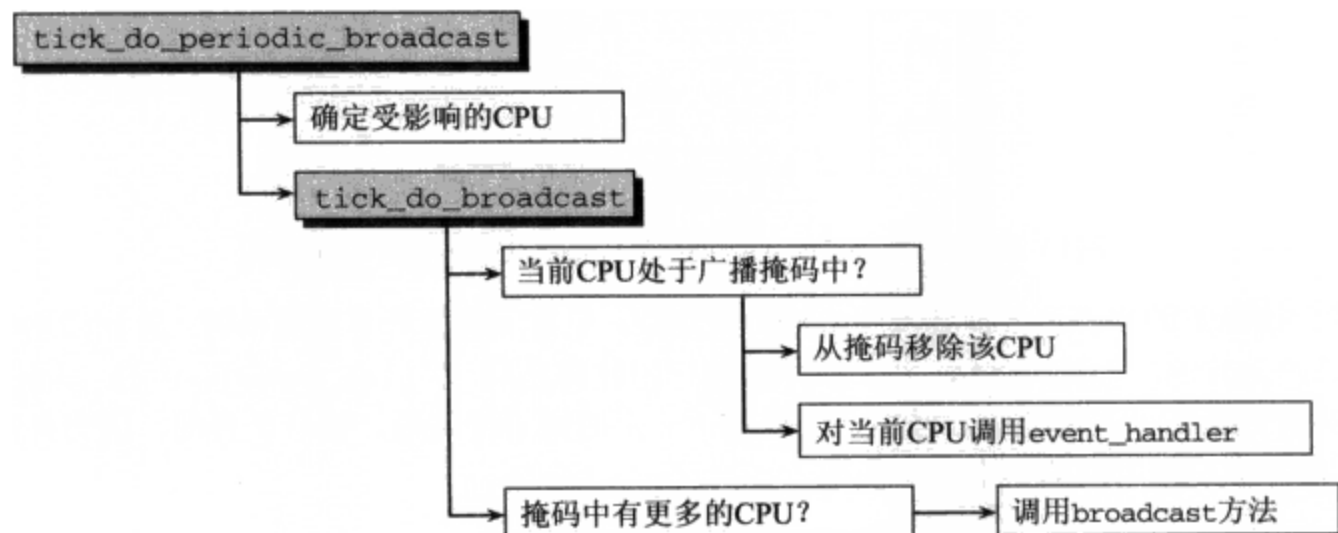 tick_do_periodic_broadcast
确定受影响的CPU
tick_do_broadcast
当前CPU处于广播掩码中？
从掩码移除该CPU
对当前CPU调用event_handler
掩码中有更多的CPU？
调用broadcast方法